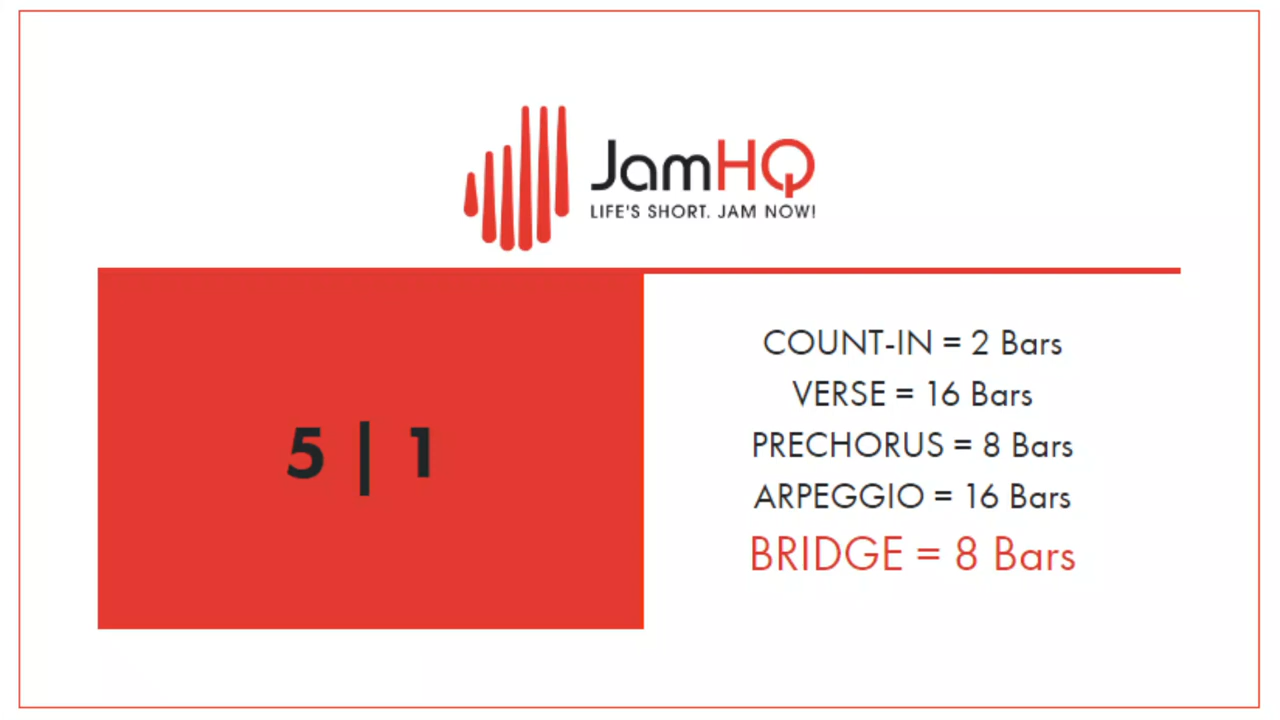 JamHQ
LIFE'S SHORT. JAM NOW!
5 | 1
COUNT-IN = 2 Bars
VERSE = 16 Bars
PRECHORUS = 8 Bars
ARPEGGIO = 16 Bars
BRIDGE = 8 Bars